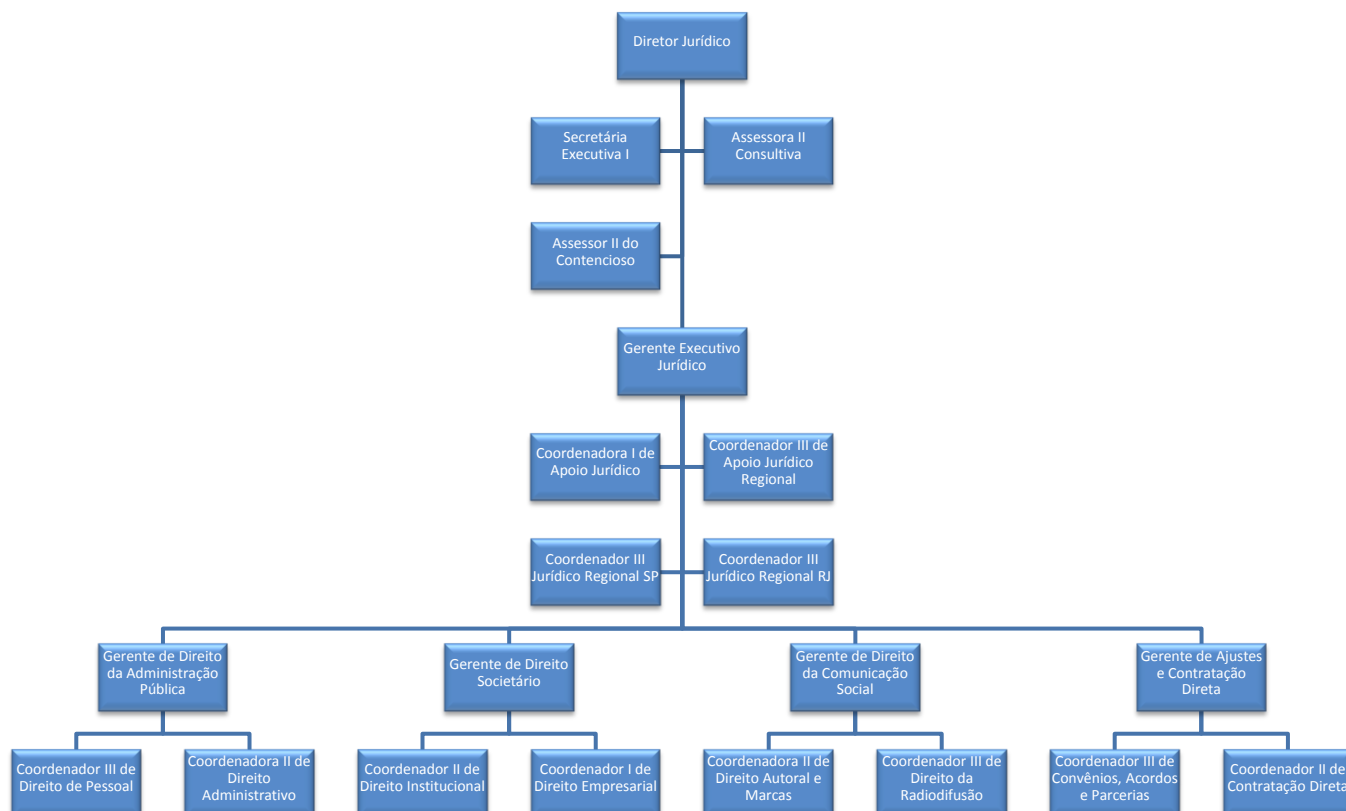 Diretor Jurídico
Secretária
Executiva I
Assessora II
Consultiva
Assessor II do
Contencioso
Gerente Executivo
Jurídico
Coordenadora I de
Apoio Jurídico
Coordenador III de
Apoio Jurídico
Regional
Coordenador III
Jurídico Regional SP
Coordenador III
Jurídico Regional RJ
Gerente de Direito
da Administração
Pública
Gerente de Direito
Societário
Gerente de Direito
da Comunicação
Social
Gerente de Ajustes
e Contratação
Direta
Coordenador III de
Direito de Pessoal
Coordenadora II de
Direito
Administrativo
Coordenador II de
Direito Institucional
Coordenador I de
Direito Empresarial
Coordenadora II de
Direito Autoral e
Marcas
Coordenador III de
Direito da
Radiodifusão
Coordenador III de
Convênios, Acordos
e Parcerias
Coordenador II de
Contratação Direta